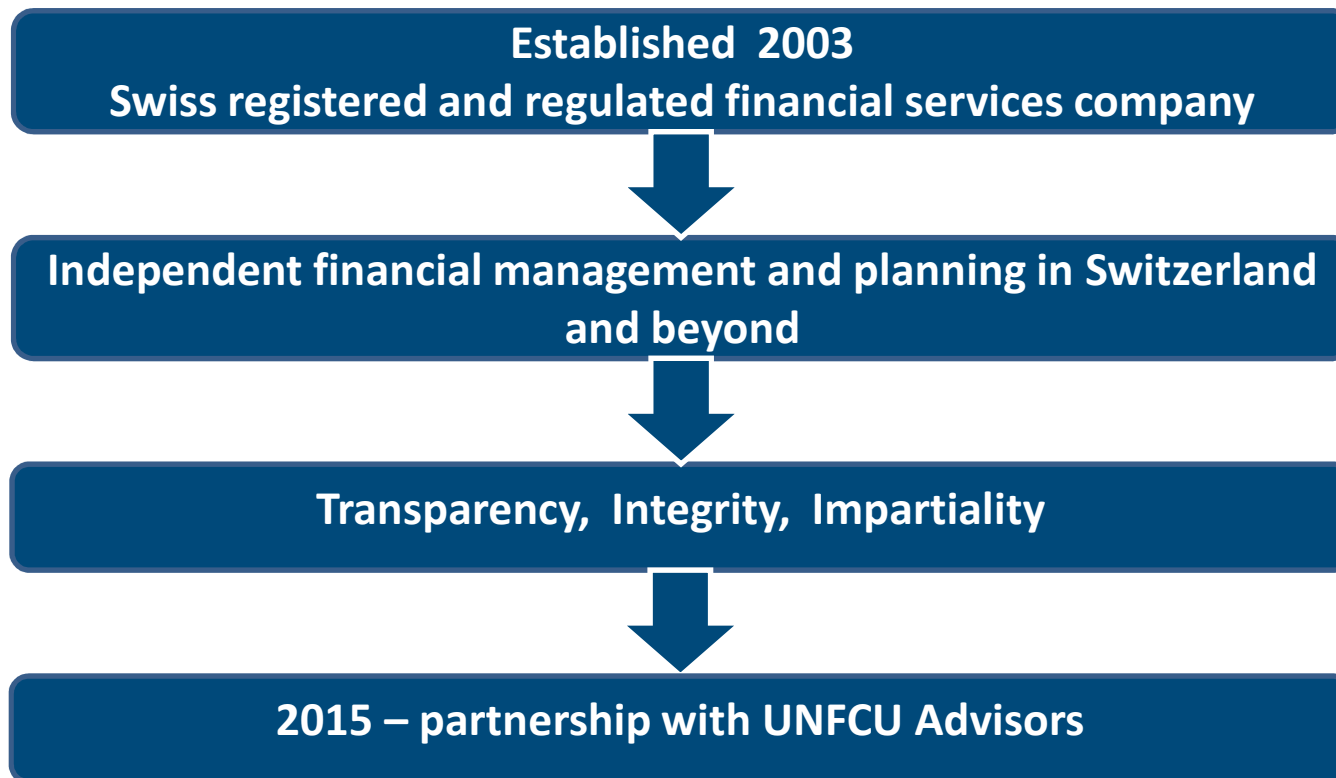 Established  2003
Swiss registered and regulated financial services company
Independent financial management and planning in Switzerland
and beyond
Transparency,  Integrity,  Impartiality
2015 – partnership with UNFCU Advisors